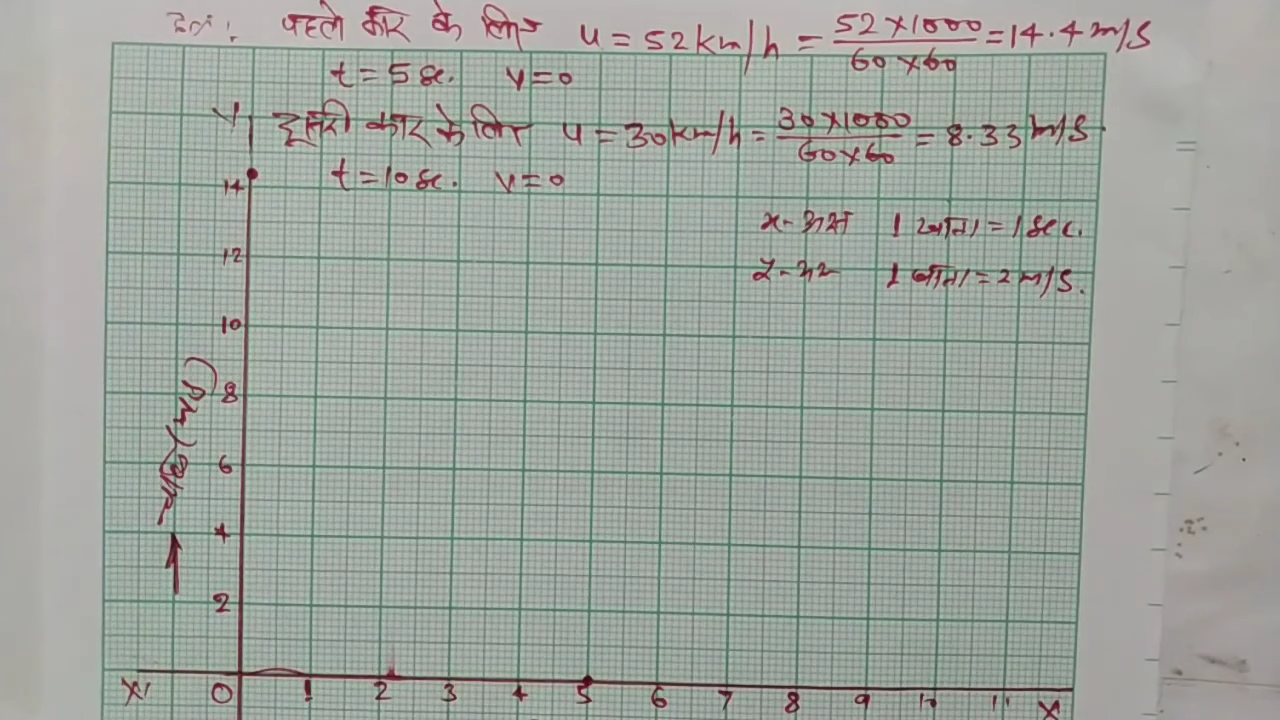 हल: पहले कार के लिए u = 52 km/h = 52×1000/60×60 = 14.4 m/s
t = 5 sec. v = 0
Y दूसरी कार के लिए u = 30 km/h = 30×1000/60×60 = 8.33 m/s.
t = 10 sec. v = 0
14
x-अक्ष 1 खाना = 1 sec.
12
1 खाना = 2 m/s.
10
8
6
4
2
X' 0 1 2 3 4 5 6 7 8 9 10 11 X